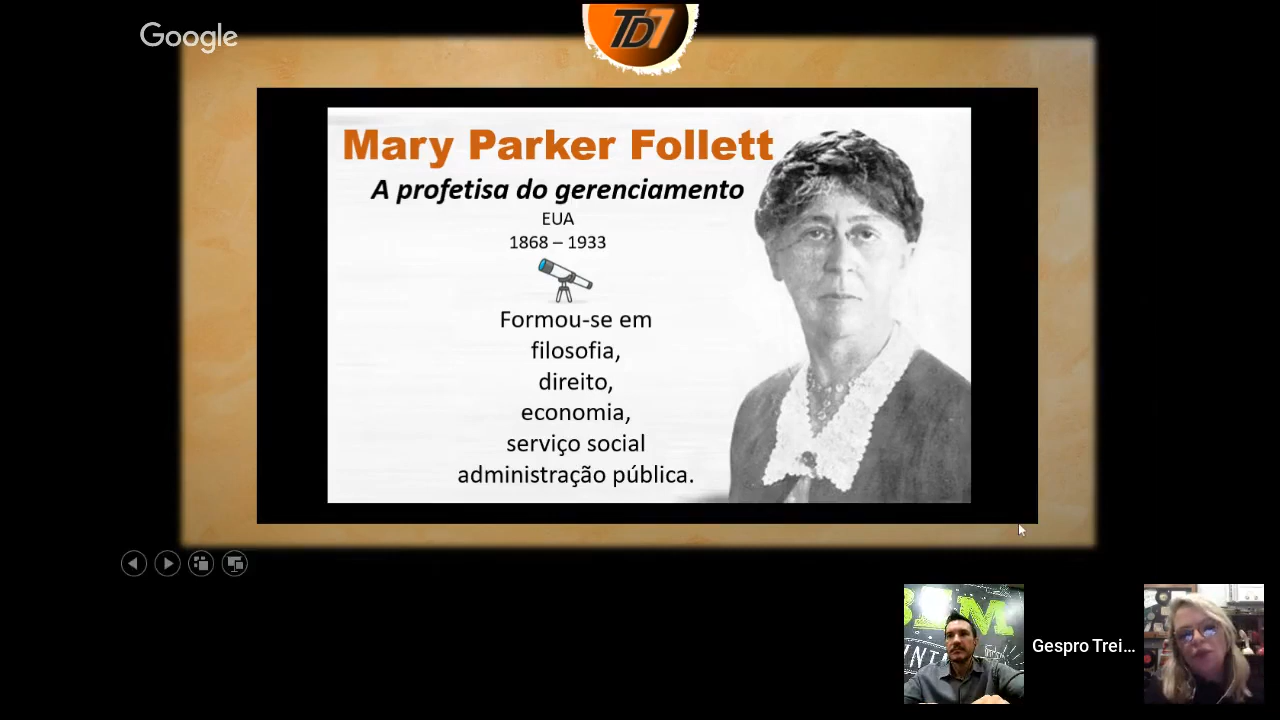 Google
TD7
Mary Parker Follett
A profetisa do gerenciamento
EUA
1868 – 1933
Formou-se em
filosofia,
direito,
economia,
serviço social
administração pública.
Gespro Trei...